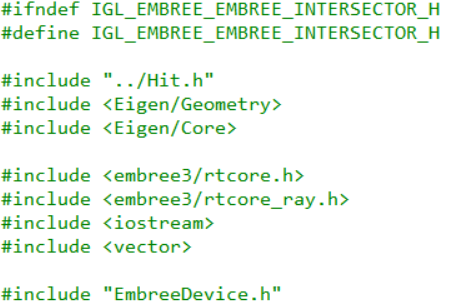 #ifndef IGL_EMBREE_EMBREE_INTERSECTOR_H
#define IGL_EMBREE_EMBREE_INTERSECTOR_H
#include "../Hit.h"
#include <Eigen/Geometry>
#include <Eigen/Core>
#include <embree3/rtcore.h>
#include <embree3/rtcore_ray.h>
#include <iostream>
#include <vector>
#include "EmbreeDevice.h"